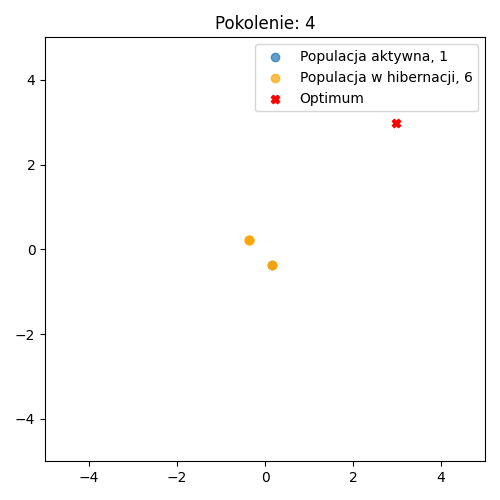 Pokolenie: 4
Populacja aktywna, 1
Populacja w hibernacji, 6
Optimum
4
2
0
−2
−4
−4 −2 0 2 4